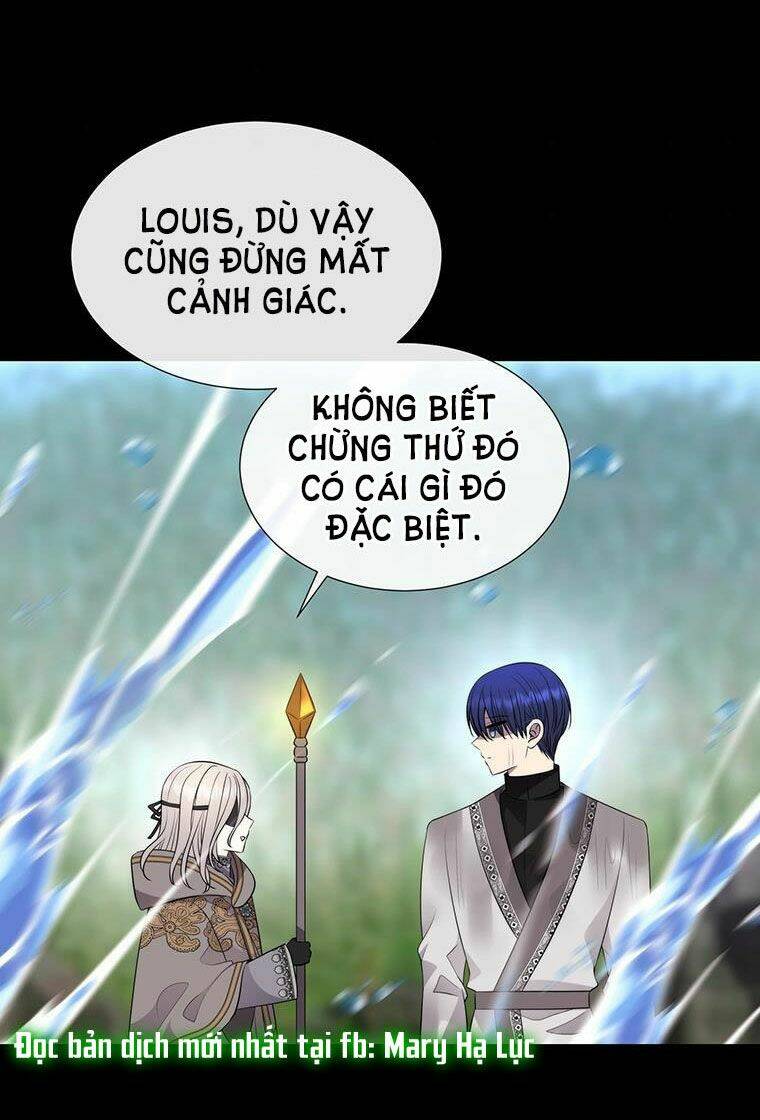 LOUIS, DÙ VẬY
CŨNG ĐỪNG MẤT
CẢNH GIÁC.
KHÔNG BIẾT
CHỪNG THỨ ĐÓ
CÓ CÁI GÌ ĐÓ
ĐẶC BIỆT.
Đọc bản dịch mới nhất tại fb: Mary Hạ Lục